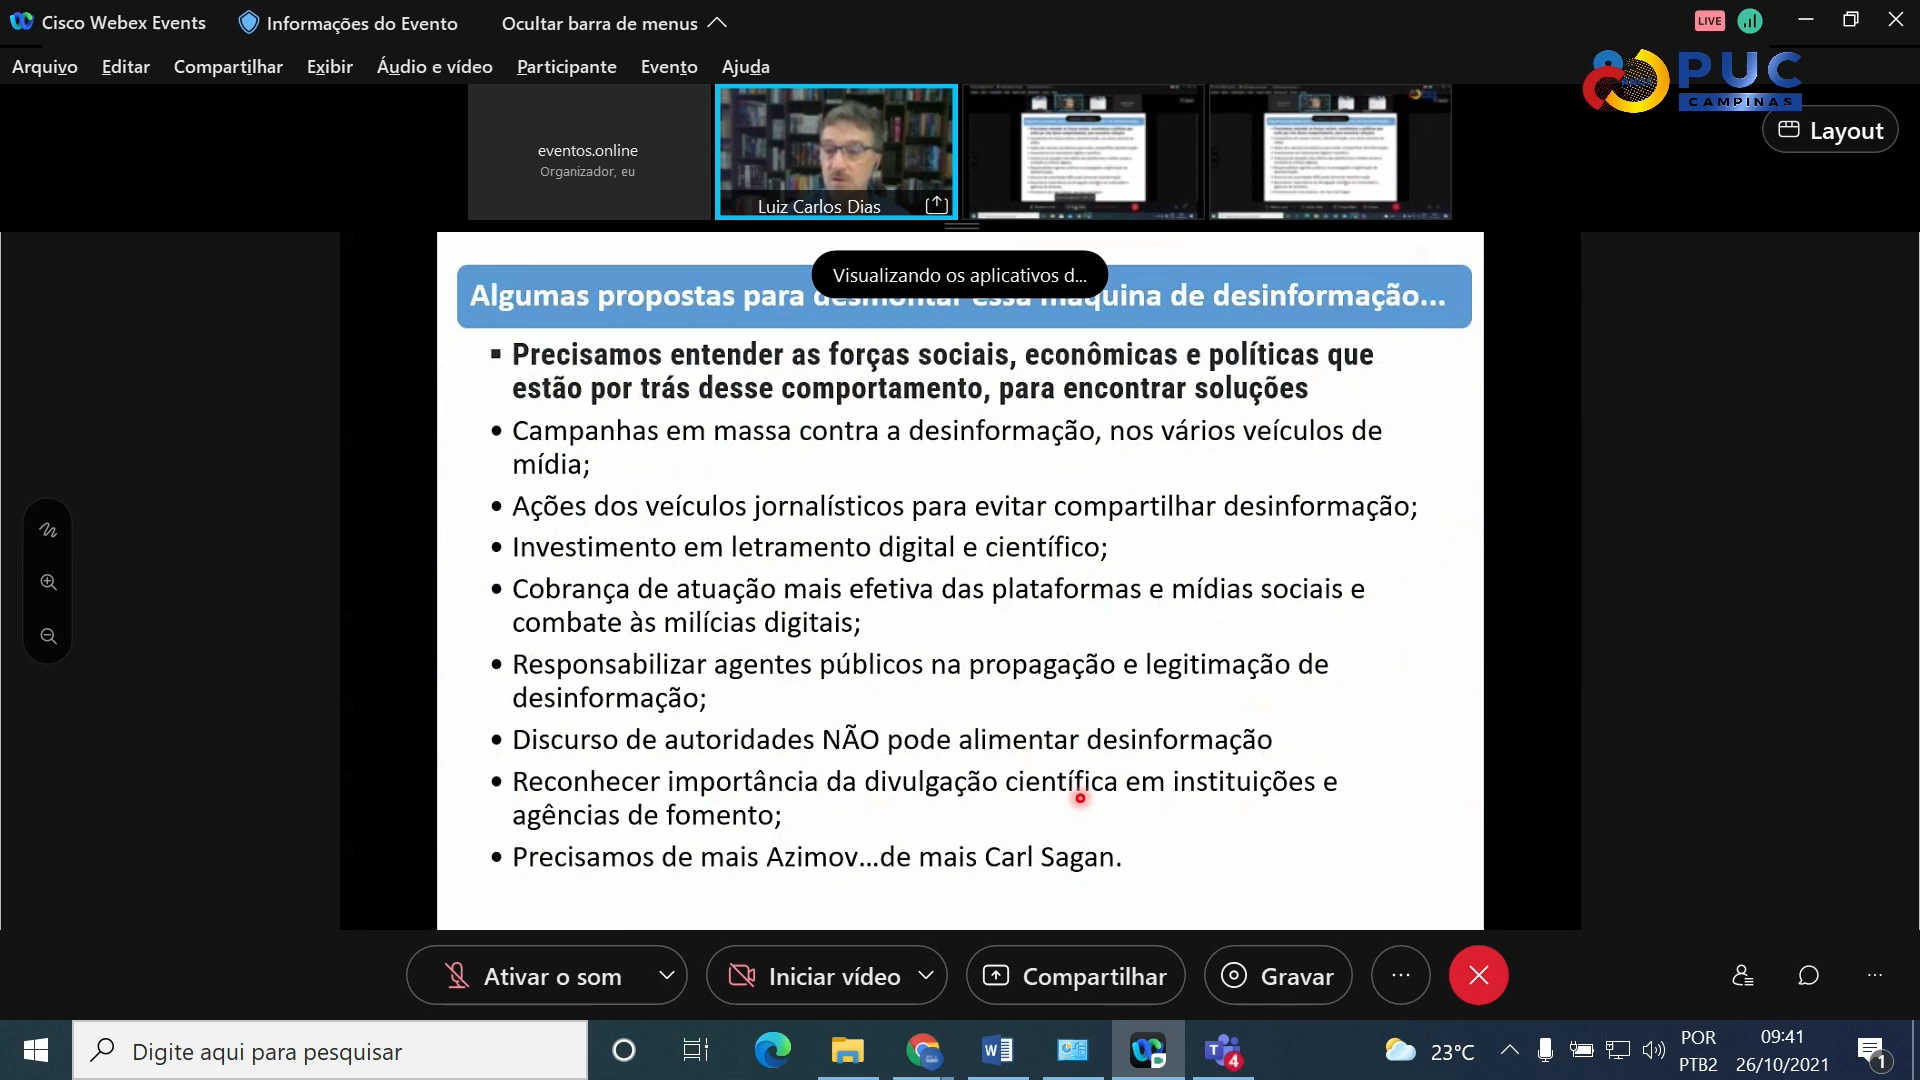 Cisco Webex Events
Informações do Evento
Ocultar barra de menus
LIVE
Arquivo Editar Compartilhar Exibir Áudio e vídeo Participante Evento Ajuda
PUC
CAMPINAS
Layout
eventos.online
Organizador, eu
Luiz Carlos Dias
Visualizando os aplicativos d...
Algumas propostas para desmontar essa máquina de desinformação...
Precisamos entender as forças sociais, econômicas e políticas que
estão por trás desse comportamento, para encontrar soluções
• Campanhas em massa contra a desinformação, nos vários veículos de
mídia;
• Ações dos veículos jornalísticos para evitar compartilhar desinformação;
• Investimento em letramento digital e científico;
• Cobrança de atuação mais efetiva das plataformas e mídias sociais e
combate às milícias digitais;
• Responsabilizar agentes públicos na propagação e legitimação de
desinformação;
• Discurso de autoridades NÃO pode alimentar desinformação
• Reconhecer importância da divulgação científica em instituições e
agências de fomento;
• Precisamos de mais Azimov...de mais Carl Sagan.
Ativar o som
Iniciar vídeo
Compartilhar
Gravar
Digite aqui para pesquisar
4
23°C
POR
PTB2
09:41
26/10/2021
1